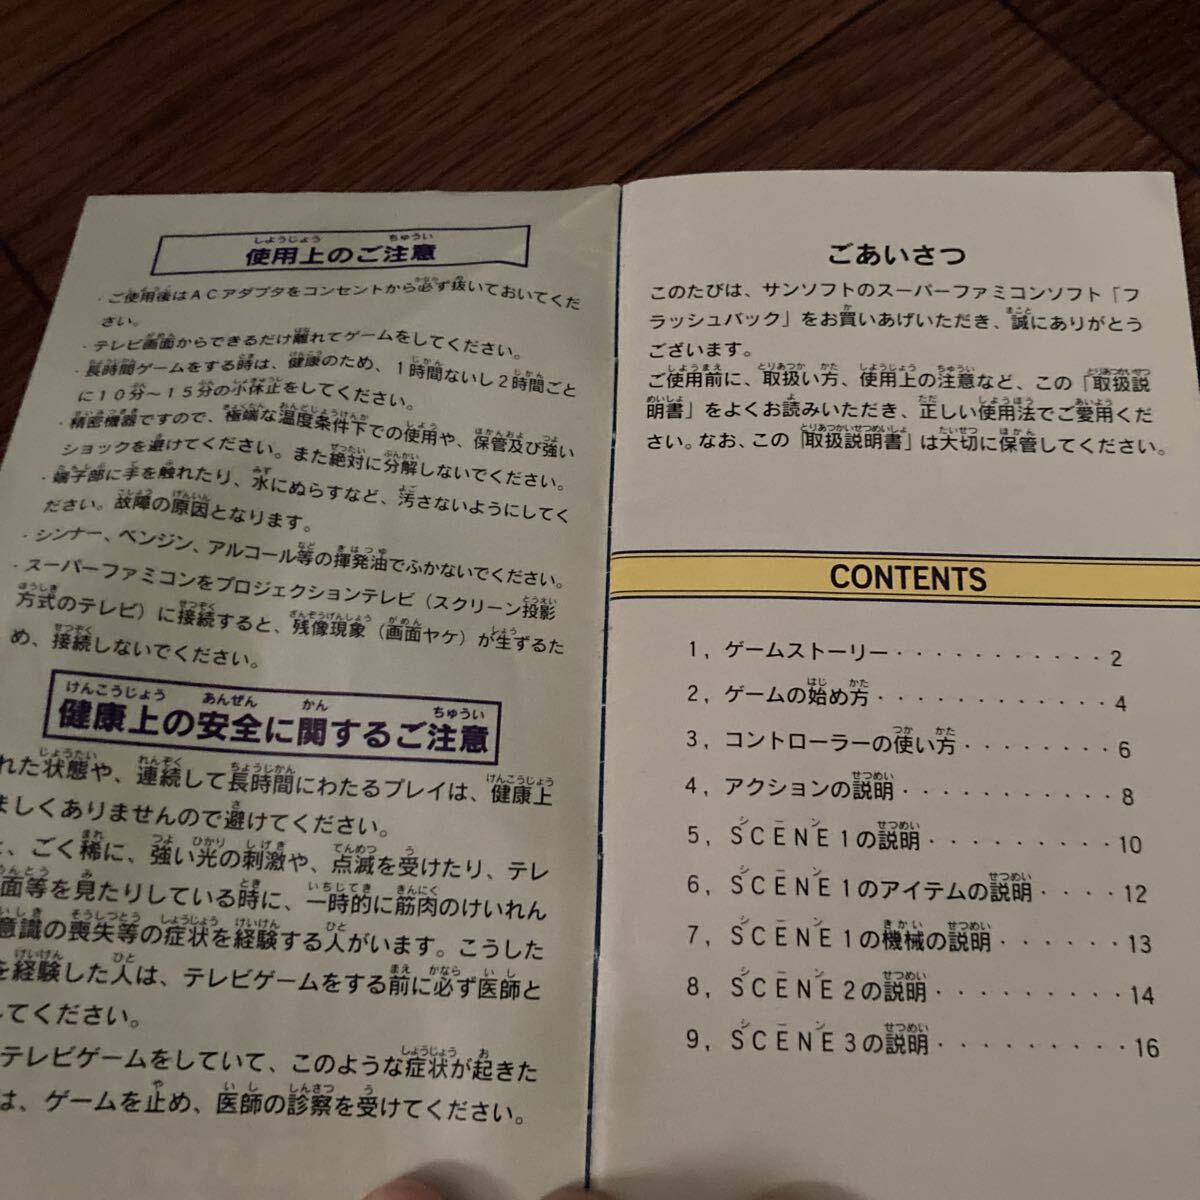 しようじょう ちゅうい
使用上のご注意
・ご使用後はACアダプタをコンセントから必ず抜いておいてくだ
さい。
・テレビ画面からできるだけ離れてゲームをしてください。
・長時間ゲームをする時は、健康のため、1時間ないし2時間ごと
に10分〜15分の小休止をしてください。
・精密機器ですので、極端な温度条件下での使用や、保管及び強い
ショックを避けてください。また絶対に分解しないでください。
・端子部に手を触れたり、水にぬらすなど、汚さないようにしてく
ださい。故障の原因となります。
・シンナー、ベンジン、アルコール等の揮発油でふかないでください。
・スーパーファミコンをプロジェクションテレビ（スクリーン投影
方式のテレビ）に接続すると、残像現象（画面ヤケ）が生ずるた
め、接続しないでください。
けんこうじょう あんぜん かん ちゅうい
健康上の安全に関するご注意
れた状態や、連続して長時間にわたるプレイは、健康上
ましくありませんので避けてください。
、ごく稀に、強い光の刺激や、点滅を受けたり、テレ
面等を見たりしている時に、一時的に筋肉のけいれん
意識の喪失等の症状を経験する人がいます。こうした
を経験した人は、テレビゲームをする前に必ず医師と
してください。
テレビゲームをしていて、このような症状が起きた
は、ゲームを止め、医師の診察を受けてください。
ごあいさつ
このたびは、サンソフトのスーパーファミコンソフト「フ
ラッシュバック」をお買いあげいただき、誠にありがとう
ございます。
ご使用前に、取扱い方、使用上の注意など、この「取扱説
明書」をよくお読みいただき、正しい使用法でご愛用くだ
さい。なお、この「取扱説明書」は大切に保管してください。
CONTENTS
1，ゲームストーリー・・・・・・・・・・・2
2，ゲームの始め方・・・・・・・・・・・・4
3，コントローラーの使い方・・・・・・・・6
4，アクションの説明・・・・・・・・・・・8
5，SCENE1の説明・・・・・・・・・・10
6，SCENE1のアイテムの説明・・・・12
7，SCENE1の機械の説明・・・・・・13
8，SCENE2の説明・・・・・・・・・14
9，SCENE3の説明・・・・・・・・・16